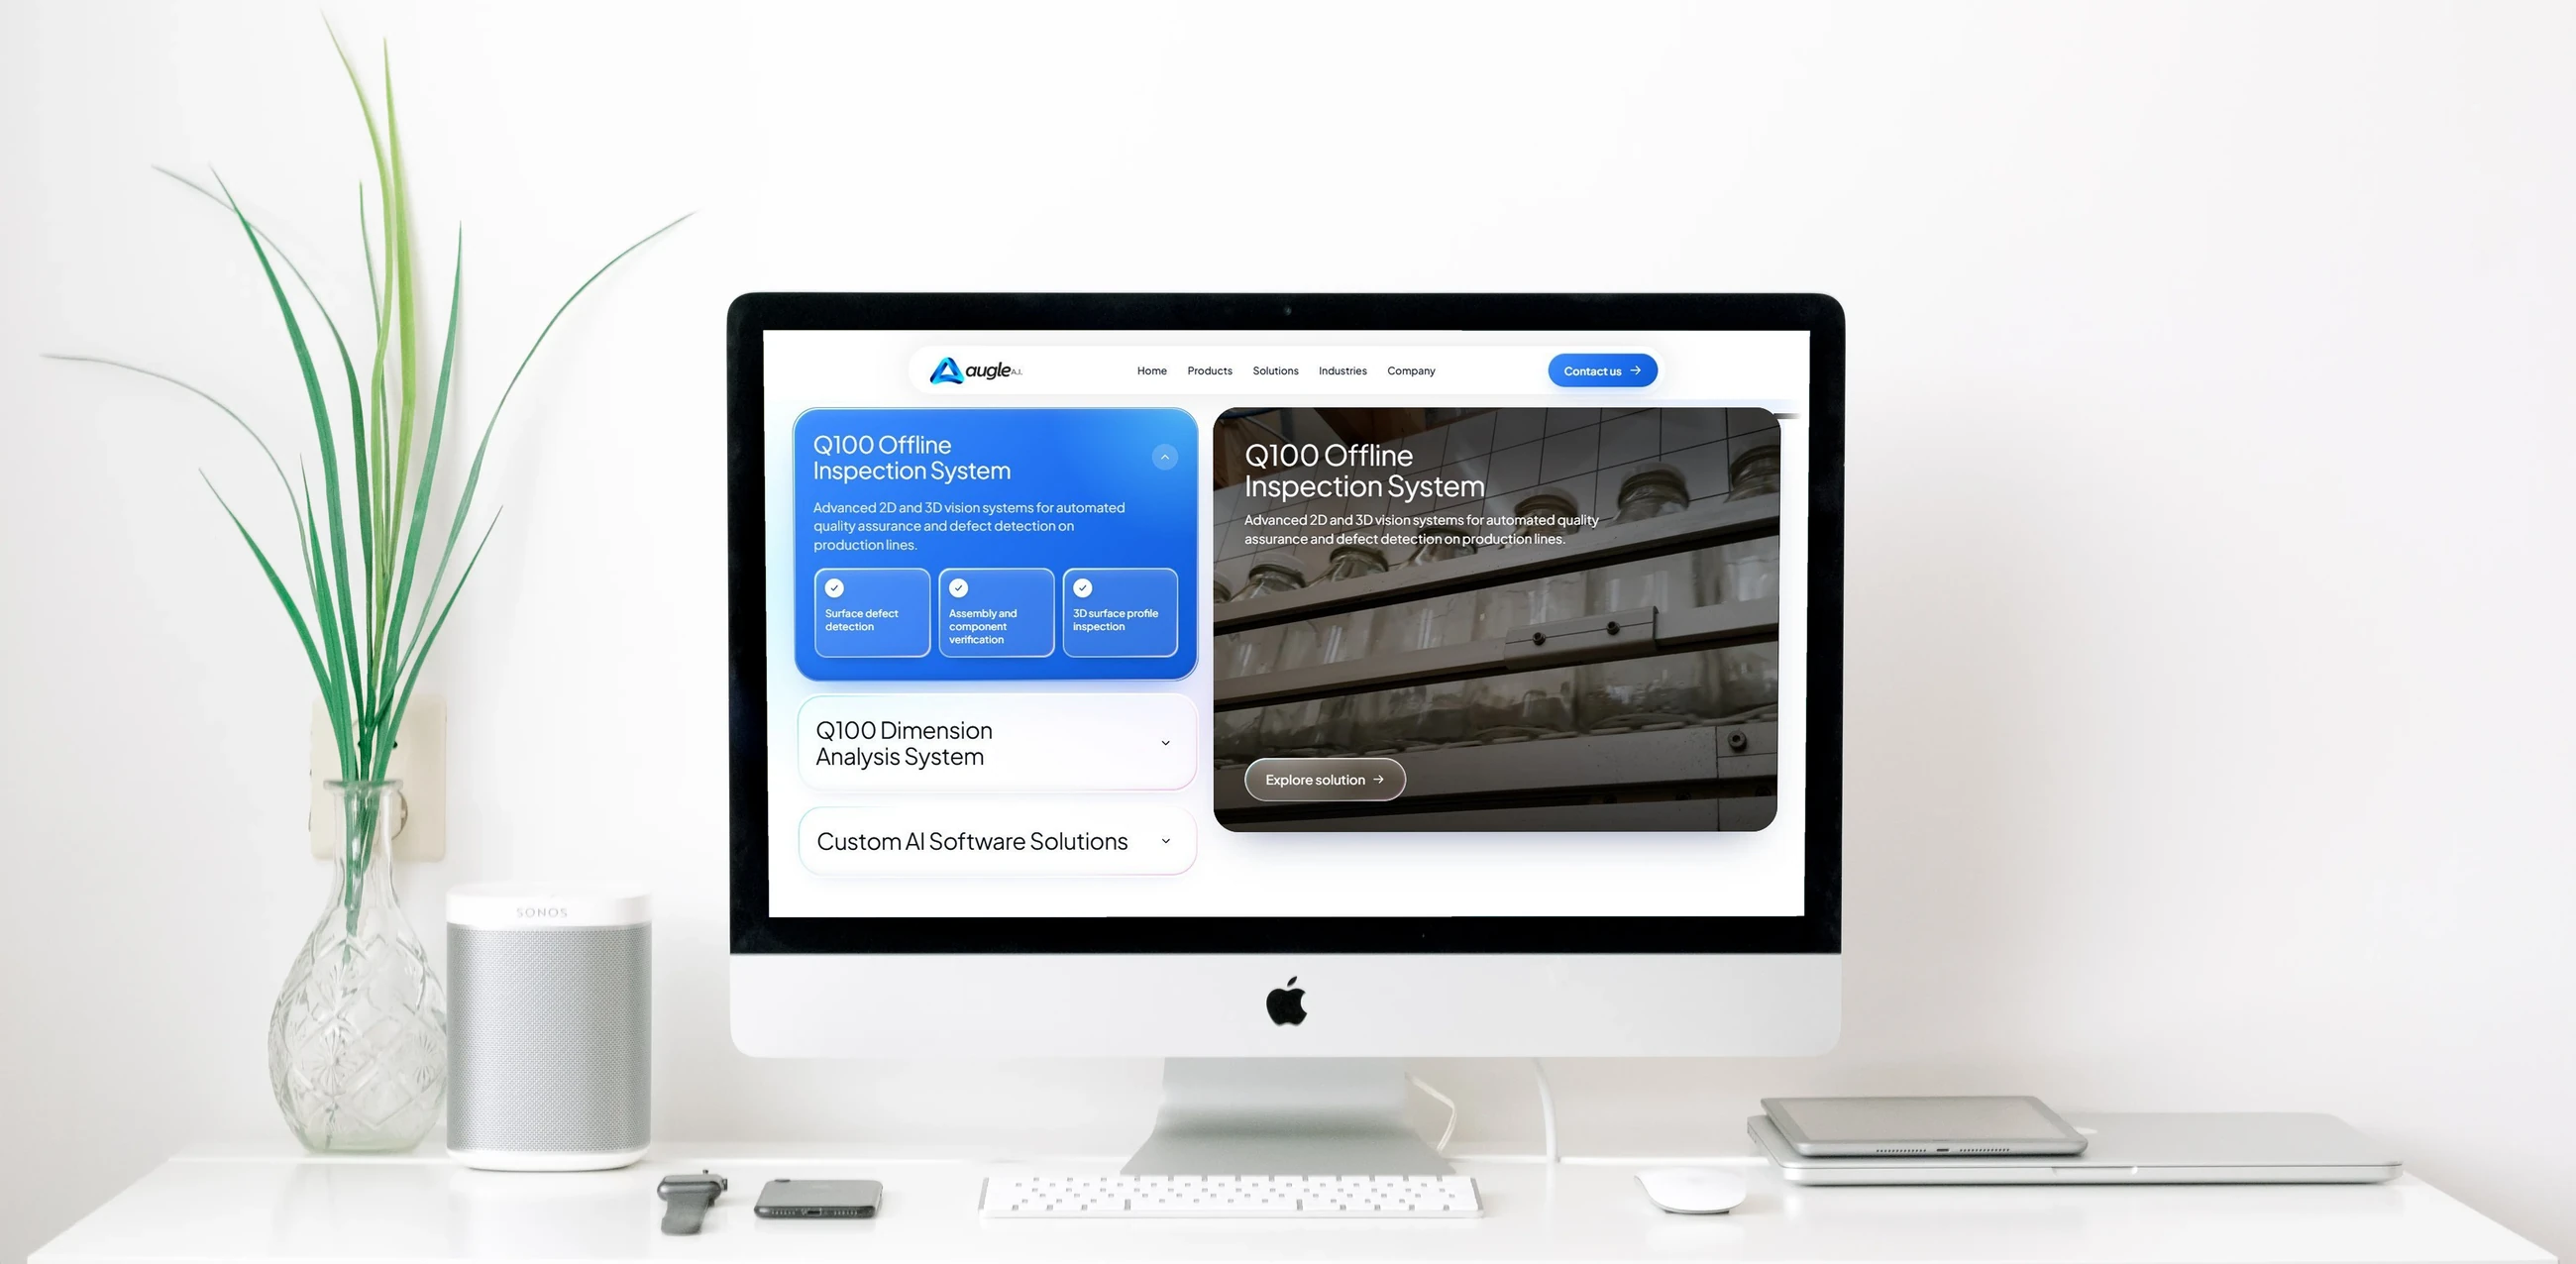 augle A.I.
Home Products Solutions Industries Company
Contact us
Q100 Offline
Inspection System
Advanced 2D and 3D vision systems for automated
quality assurance and defect detection on
production lines.
Surface defect
detection
Assembly and
component
verification
3D surface profile
inspection
Q100 Dimension
Analysis System
Custom AI Software Solutions
Q100 Offline
Inspection System
Advanced 2D and 3D vision systems for automated quality
assurance and defect detection on production lines.
Explore solution
SONOS